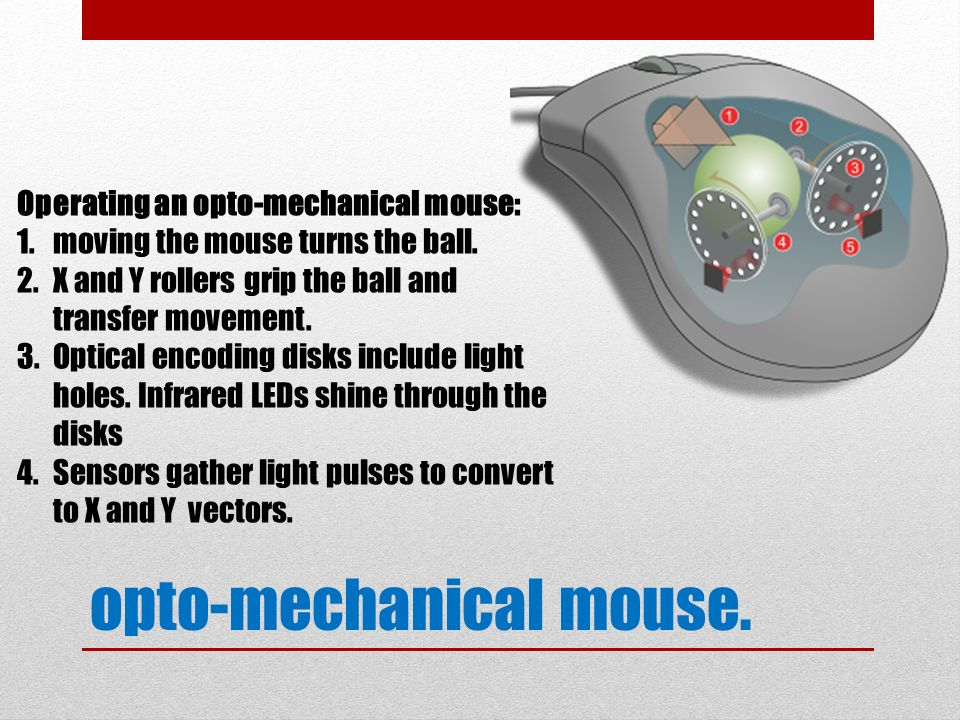 Operating an opto-mechanical mouse:
1. moving the mouse turns the ball.
2. X and Y rollers grip the ball and
transfer movement.
3. Optical encoding disks include light
holes. Infrared LEDs shine through the
disks
4. Sensors gather light pulses to convert
to X and Y vectors.
1
2
3
4
5
opto-mechanical mouse.